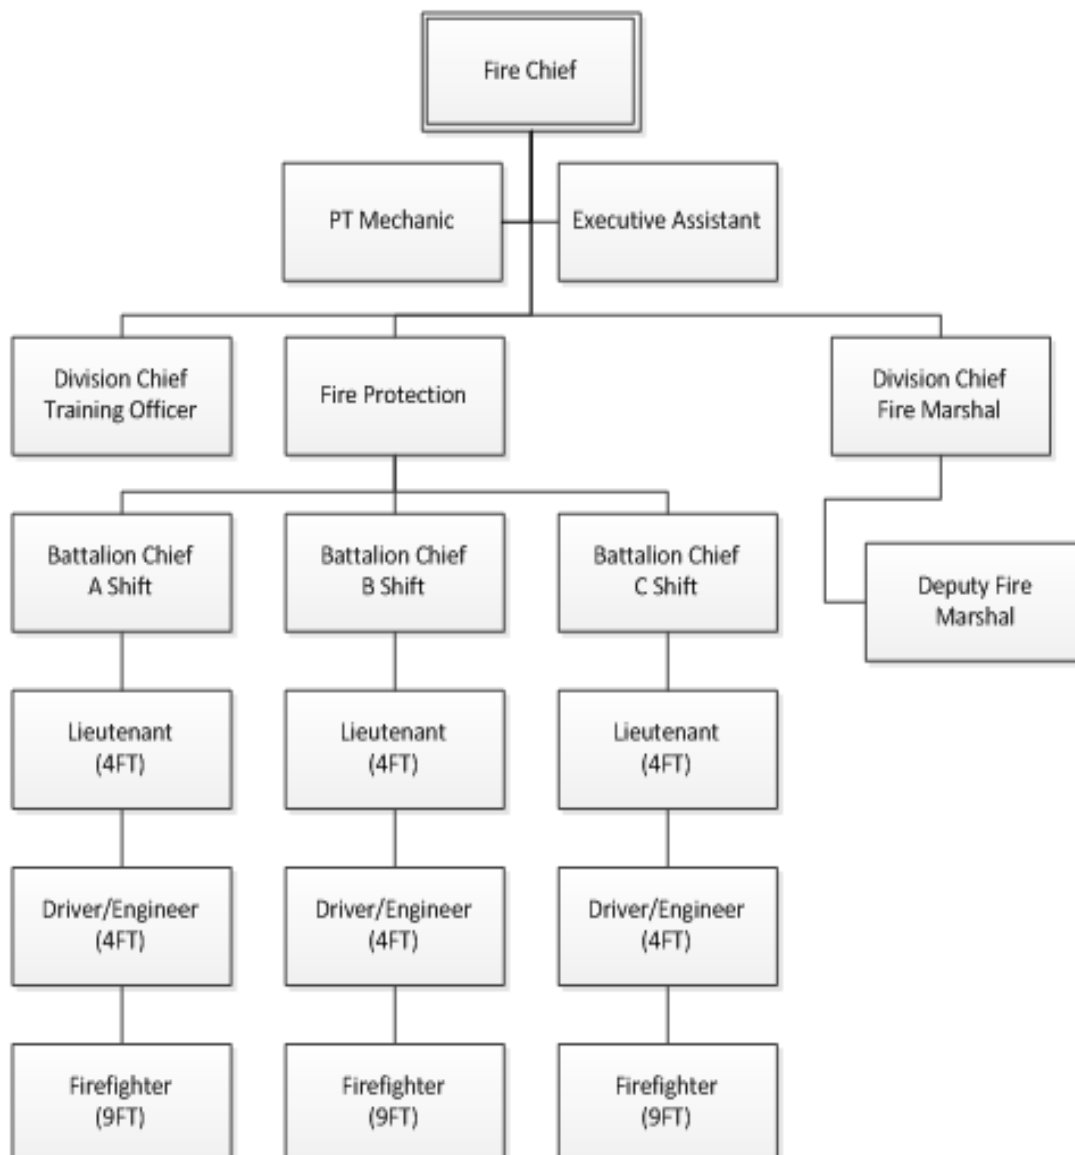 Fire Chief
PT Mechanic
Executive Assistant
Division Chief
Training Officer
Fire Protection
Division Chief
Fire Marshal
Battalion Chief
A Shift
Battalion Chief
B Shift
Battalion Chief
C Shift
Deputy Fire
Marshal
Lieutenant
(4FT)
Lieutenant
(4FT)
Lieutenant
(4FT)
Driver/Engineer
(4FT)
Driver/Engineer
(4FT)
Driver/Engineer
(4FT)
Firefighter
(9FT)
Firefighter
(9FT)
Firefighter
(9FT)